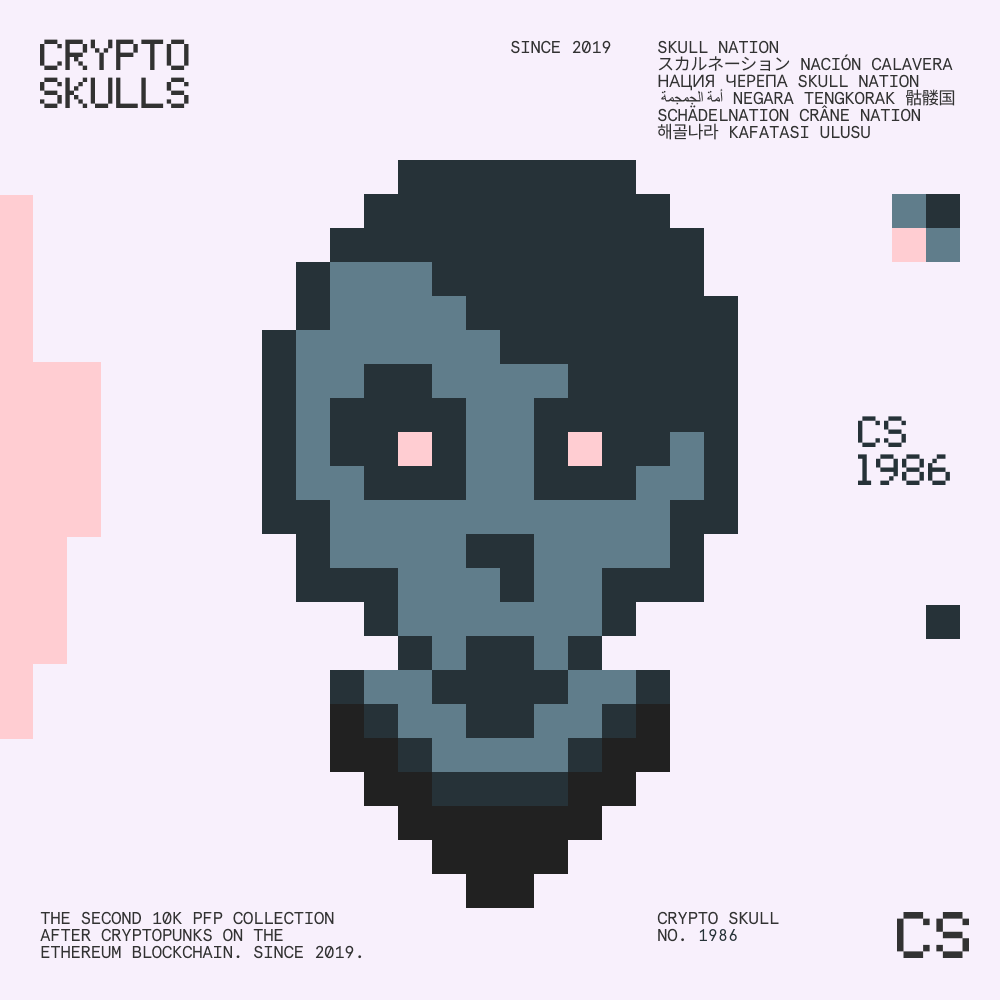 CRYPTO
SKULLS
SINCE 2019
SKULL NATION
スカルネーション NACIÓN CALAVERA
НАЦИЯ ЧЕРЕПА SKULL NATION
أمة الجمجمة NEGARA TENGKORAK 骷髅国
SCHÄDELNATION CRÂNE NATION
해골나라 KAFATASI ULUSU
CS
1986
THE SECOND 10K PFP COLLECTION
AFTER CRYPTOPUNKS ON THE
ETHEREUM BLOCKCHAIN. SINCE 2019.
CRYPTO SKULL
NO. 1986
CS